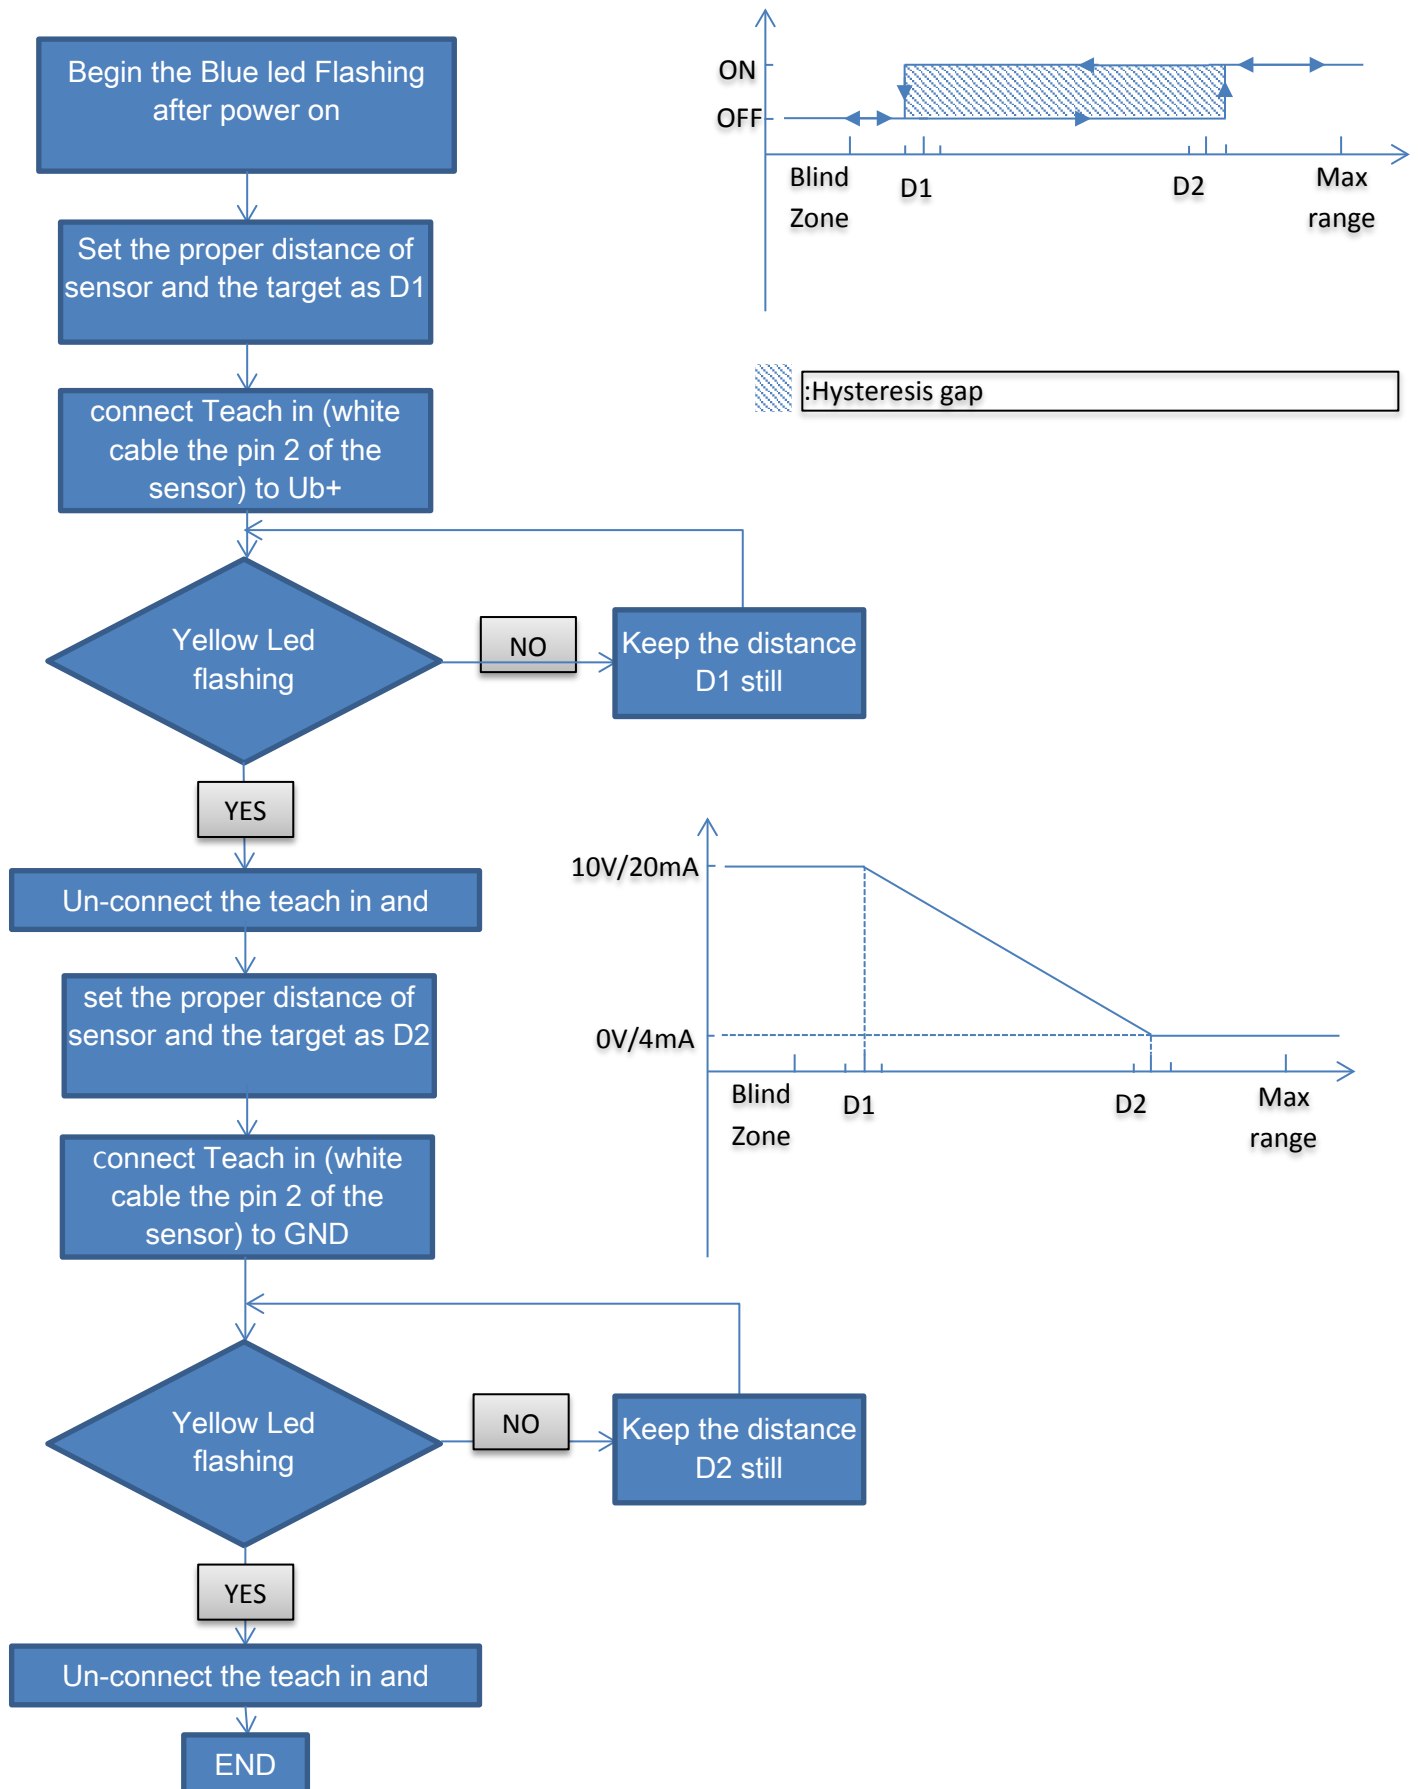 Begin the Blue led Flashing
after power on
Set the proper distance of
sensor and the target as D1
connect Teach in (white
cable the pin 2 of the
sensor) to Ub+
Yellow Led
flashing
NO
Keep the distance
D1 still
YES
Un-connect the teach in and
set the proper distance of
sensor and the target as D2
connect Teach in (white
cable the pin 2 of the
sensor) to GND
Yellow Led
flashing
NO
Keep the distance
D2 still
YES
Un-connect the teach in and
END
ON
OFF
Blind
Zone
D1
D2
Max
range
:Hysteresis gap
10V/20mA
0V/4mA
Blind
Zone
D1
D2
Max
range